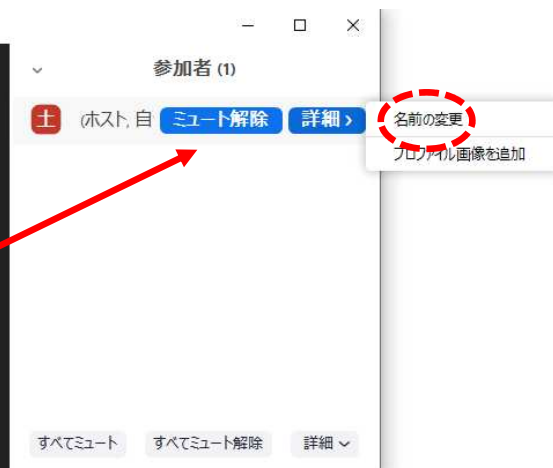 参加者 (1)
土 (ホスト, 自 ミュート解除 詳細 >
名前の変更
プロファイル画像を追加
すべてミュート すべてミュート解除 詳細